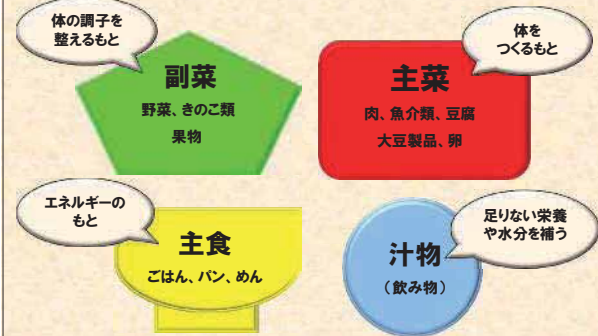 体の調子を
整えるもと
副菜
野菜、きのこ類
果物
体を
つくるもと
主菜
肉、魚介類、豆腐
大豆製品、卵
エネルギーの
もと
主食
ごはん、パン、めん
足りない栄養
や水分を補う
汁物
（飲み物）